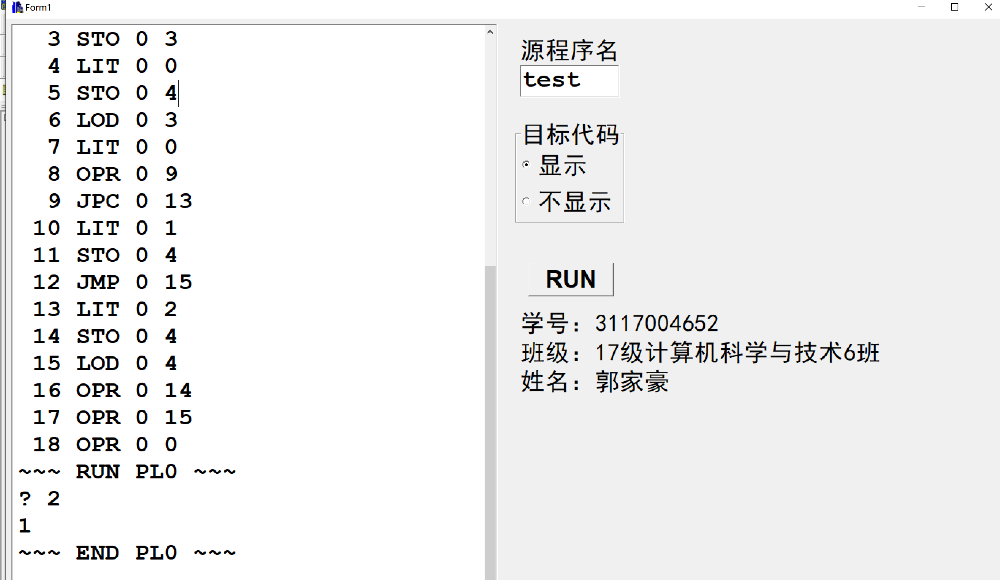 Form1
3 STO 0 3
4 LIT 0 0
5 STO 0 4
6 LOD 0 3
7 LIT 0 0
8 OPR 0 9
9 JPC 0 13
10 LIT 0 1
11 STO 0 4
12 JMP 0 15
13 LIT 0 2
14 STO 0 4
15 LOD 0 4
16 OPR 0 14
17 OPR 0 15
18 OPR 0 0
~~~ RUN PL0 ~~~
? 2
1
~~~ END PL0 ~~~
源程序名
test
目标代码
显示
不显示
RUN
学号：3117004652
班级：17级计算机科学与技术6班
姓名：郭家豪